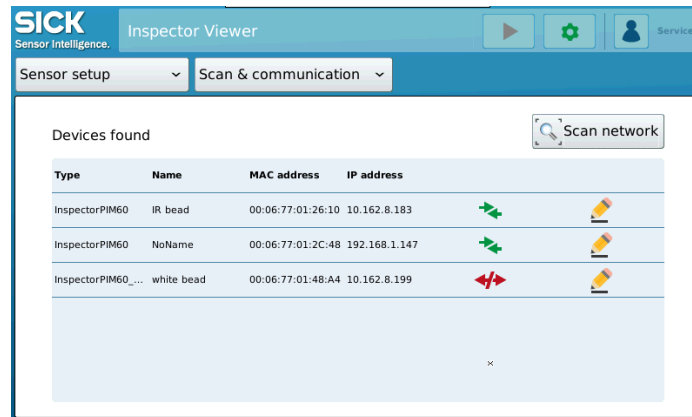 SICK
Sensor Intelligence.
Inspector Viewer
Service
Sensor setup
Scan & communication
Devices found
Scan network
Type Name MAC address IP address
InspectorPIM60 IR bead 00:06:77:01:26:10 10.162.8.183
InspectorPIM60 NoName 00:06:77:01:2C:48 192.168.1.147
InspectorPIM60_... white bead 00:06:77:01:48:A4 10.162.8.199